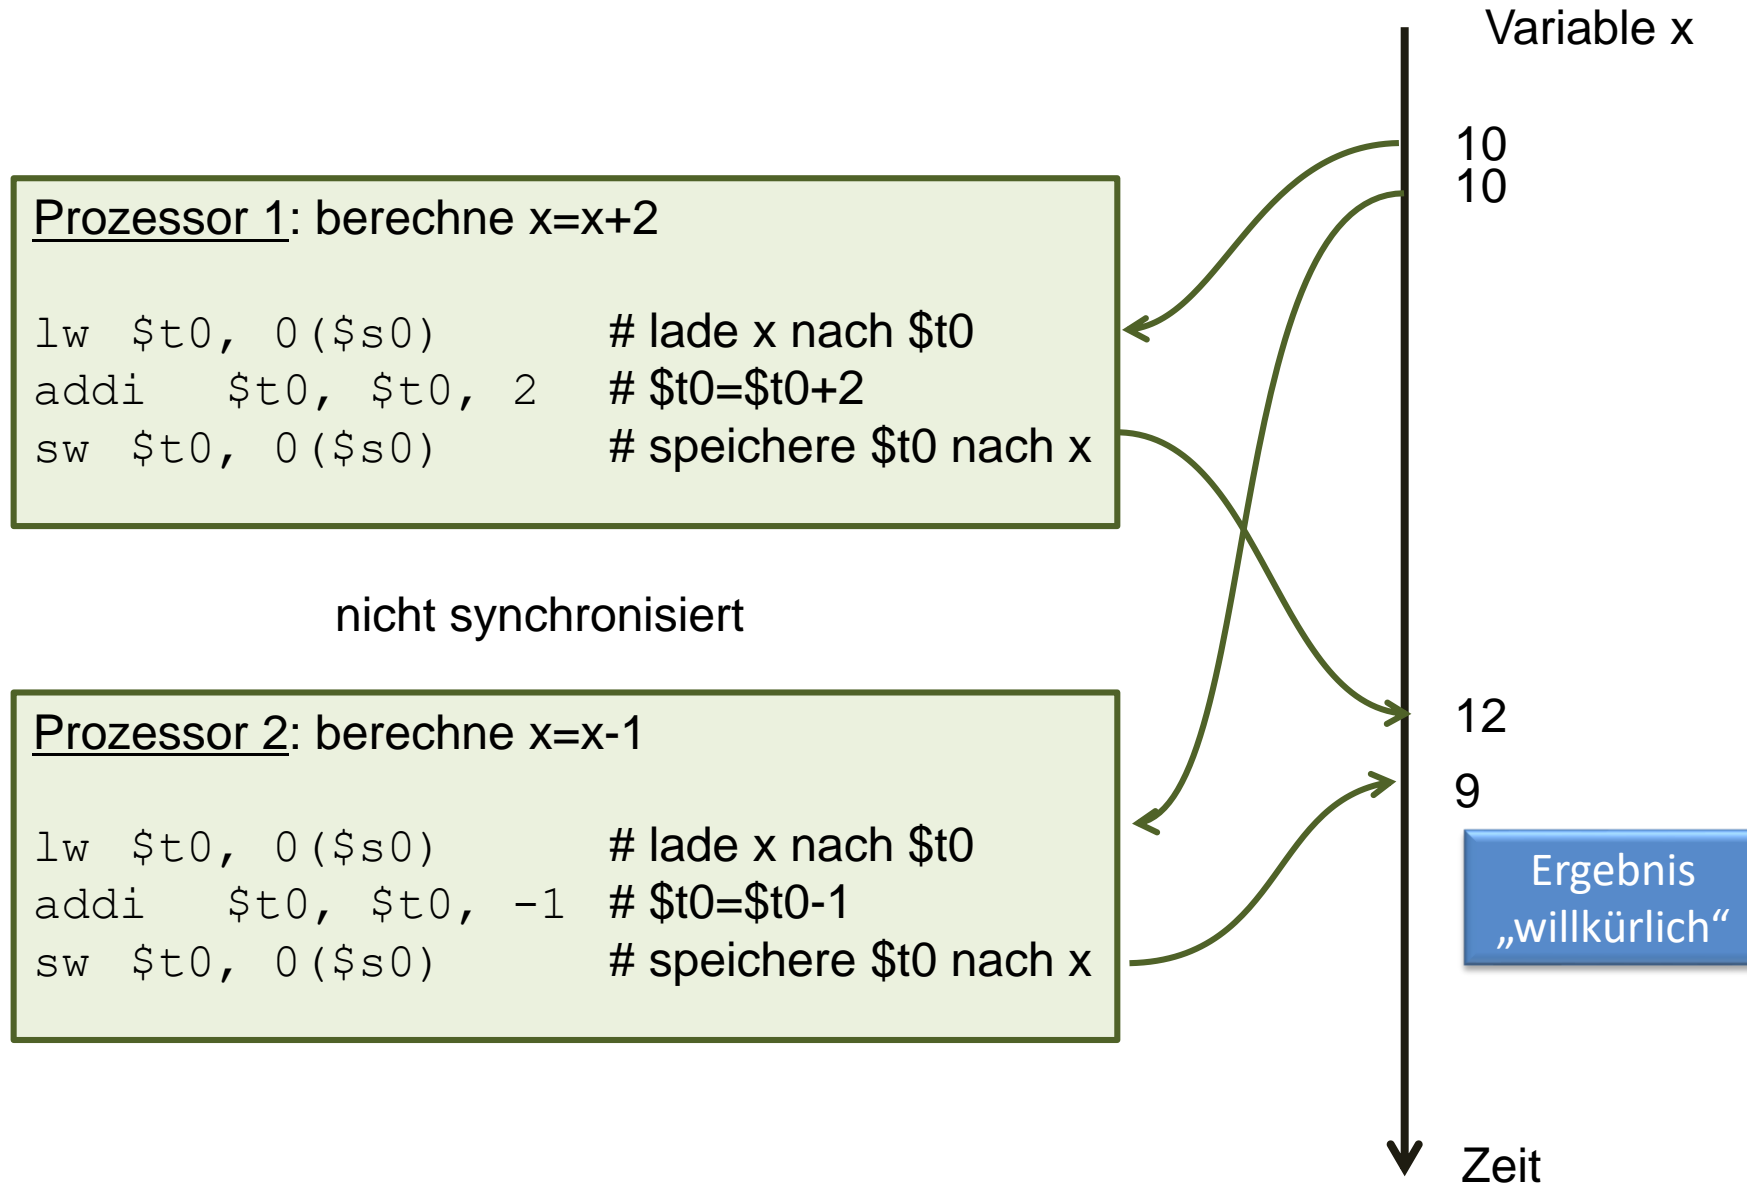 Variable x
10
10
Prozessor 1: berechne x=x+2
lw $t0, 0($s0) # lade x nach $t0
addi $t0, $t0, 2 # $t0=$t0+2
sw $t0, 0($s0) # speichere $t0 nach x
nicht synchronisiert
Prozessor 2: berechne x=x-1
lw $t0, 0($s0) # lade x nach $t0
addi $t0, $t0, -1 # $t0=$t0-1
sw $t0, 0($s0) # speichere $t0 nach x
12
9
Ergebnis
„willkürlich“
Zeit